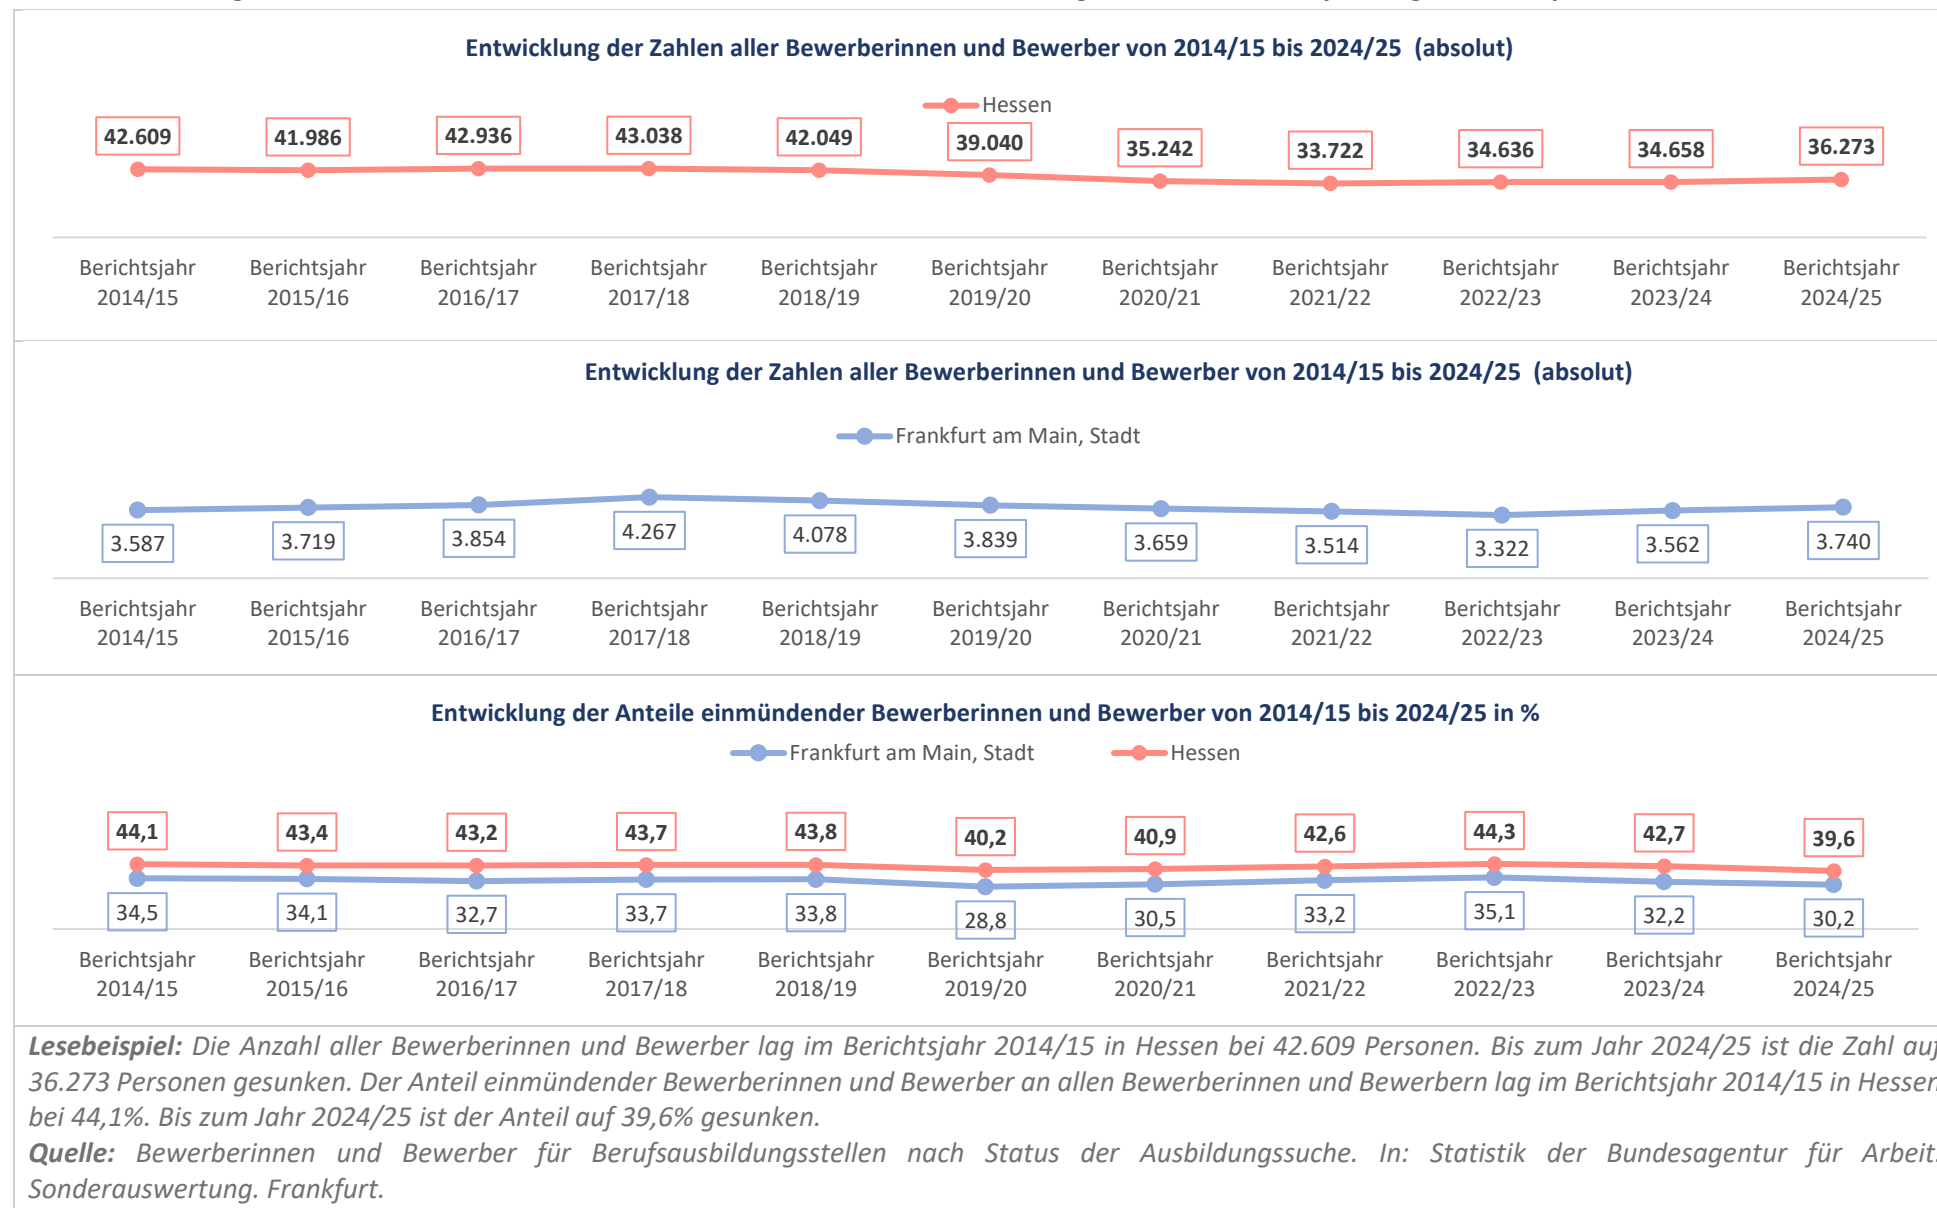 Entwicklung der Zahlen aller Bewerberinnen und Bewerber von 2014/15 bis 2024/25 (absolut)
Hessen
42.609 41.986 42.936 43.038 42.049 39.040 35.242 33.722 34.636 34.658 36.273
Berichtsjahr Berichtsjahr Berichtsjahr Berichtsjahr Berichtsjahr Berichtsjahr Berichtsjahr Berichtsjahr Berichtsjahr Berichtsjahr Berichtsjahr
2014/15 2015/16 2016/17 2017/18 2018/19 2019/20 2020/21 2021/22 2022/23 2023/24 2024/25
Entwicklung der Zahlen aller Bewerberinnen und Bewerber von 2014/15 bis 2024/25 (absolut)
Frankfurt am Main, Stadt
3.587 3.719 3.854 4.267 4.078 3.839 3.659 3.514 3.322 3.562 3.740
Berichtsjahr Berichtsjahr Berichtsjahr Berichtsjahr Berichtsjahr Berichtsjahr Berichtsjahr Berichtsjahr Berichtsjahr Berichtsjahr Berichtsjahr
2014/15 2015/16 2016/17 2017/18 2018/19 2019/20 2020/21 2021/22 2022/23 2023/24 2024/25
Entwicklung der Anteile einmündender Bewerberinnen und Bewerber von 2014/15 bis 2024/25 in %
Frankfurt am Main, Stadt Hessen
44,1 43,4 43,2 43,7 43,8 40,2 40,9 42,6 44,3 42,7 39,6
34,5 34,1 32,7 33,7 33,8 28,8 30,5 33,2 35,1 32,2 30,2
Berichtsjahr Berichtsjahr Berichtsjahr Berichtsjahr Berichtsjahr Berichtsjahr Berichtsjahr Berichtsjahr Berichtsjahr Berichtsjahr Berichtsjahr
2014/15 2015/16 2016/17 2017/18 2018/19 2019/20 2020/21 2021/22 2022/23 2023/24 2024/25
Lesebeispiel: Die Anzahl aller Bewerberinnen und Bewerber lag im Berichtsjahr 2014/15 in Hessen bei 42.609 Personen. Bis zum Jahr 2024/25 ist die Zahl auf
36.273 Personen gesunken. Der Anteil einmündender Bewerberinnen und Bewerber an allen Bewerberinnen und Bewerbern lag im Berichtsjahr 2014/15 in Hessen
bei 44,1%. Bis zum Jahr 2024/25 ist der Anteil auf 39,6% gesunken.
Quelle: Bewerberinnen und Bewerber für Berufsausbildungsstellen nach Status der Ausbildungssuche. In: Statistik der Bundesagentur für Arbeit.
Sonderauswertung. Frankfurt.